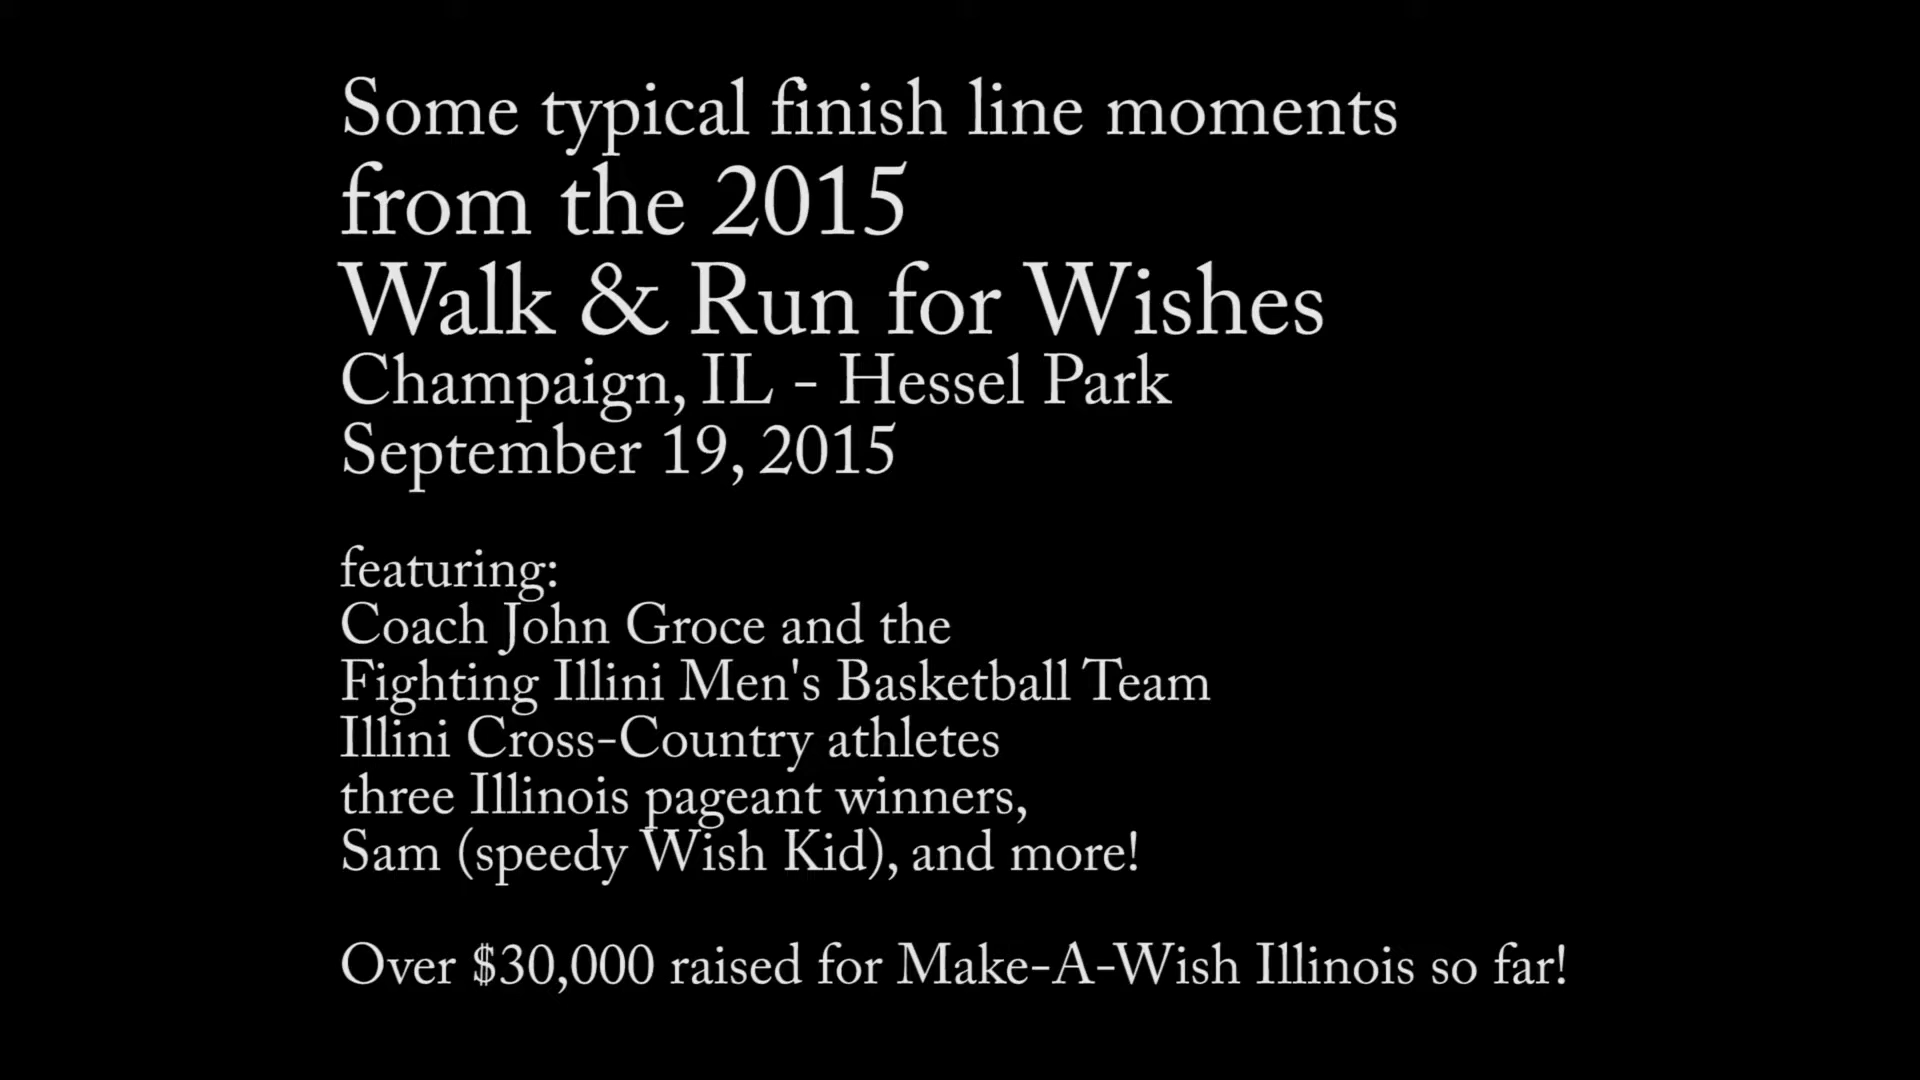 Some typical finish line moments
from the 2015
Walk & Run for Wishes
Champaign, IL - Hessel Park
September 19, 2015
featuring:
Coach John Groce and the
Fighting Illini Men's Basketball Team
Illini Cross-Country athletes
three Illinois pageant winners,
Sam (speedy Wish Kid), and more!
Over $30,000 raised for Make-A-Wish Illinois so far!